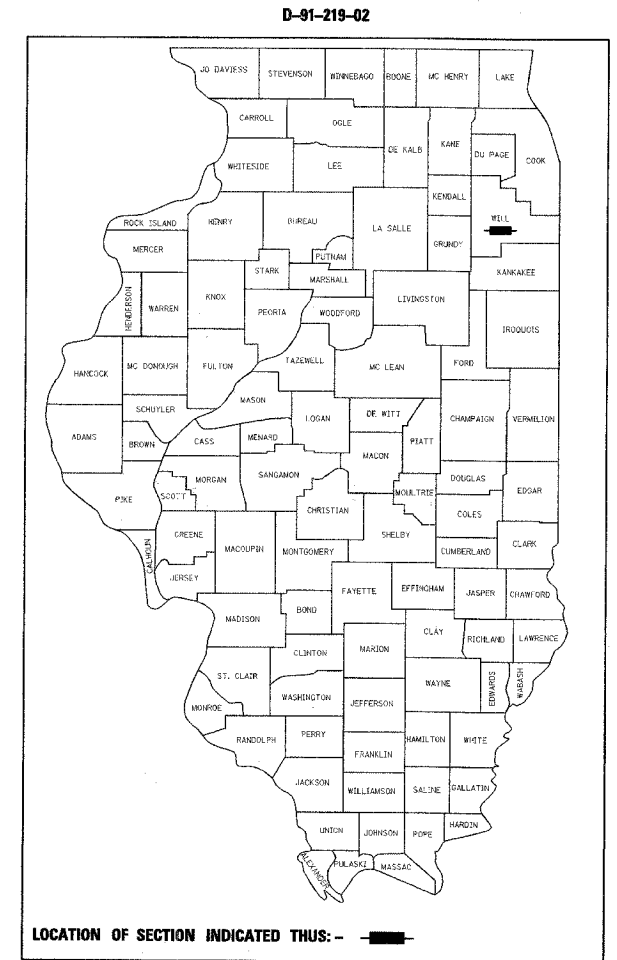 D-91-219-02
JO DAVIESS STEVENSON WINNEBAGO BOONE MC HENRY LAKE
CARROLL OGLE
DE KALB KANE DU PAGE COOK
WHITESIDE LEE
KENDALL
ROCK ISLAND HENRY BUREAU LA SALLE WILL
MERCER PUTNAM GRUNDY
STARK MARSHALL KANKAKEE
HENDERSON WARREN KNOX PEORIA WOODFORD LIVINGSTON IROQUOIS
HANCOCK MC DONOUGH FULTON TAZEWELL MC LEAN FORD
MASON
SCHUYLER LOGAN DE WITT CHAMPAIGN VERMILION
ADAMS BROWN CASS MENARD PIATT
MACON
MORGAN SANGAMON DOUGLAS EDGAR
PIKE SCOTT MOULTRIE
CHRISTIAN COLES
GREENE MACOUPIN MONTGOMERY SHELBY CLARK
CALHOUN CUMBERLAND
JERSEY FAYETTE EFFINGHAM JASPER CRAWFORD
MADISON BOND
CLAY RICHLAND LAWRENCE
CLINTON MARION
ST. CLAIR WAYNE EDWARDS WABASH
WASHINGTON JEFFERSON
MONROE
RANDOLPH PERRY HAMILTON WHITE
FRANKLIN
JACKSON WILLIAMSON SALINE GALLATIN
UNION JOHNSON POPE HARDIN
ALEXANDER PULASKI MASSAC
LOCATION OF SECTION INDICATED THUS: -